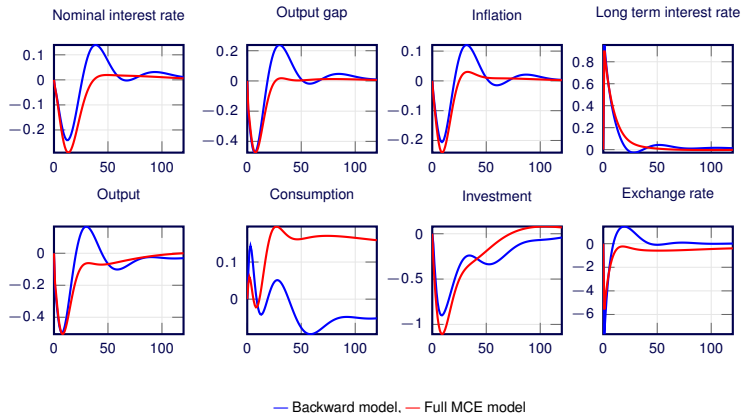 Nominal interest rate
Output gap
Inflation
Long term interest rate
0.1
0
−0.1
−0.2
0 50 100
0.2
0
−0.2
−0.4
0 50 100
0.1
0
−0.1
−0.2
0 50 100
0.8
0.6
0.4
0.2
0
0 50 100
Output
Consumption
Investment
Exchange rate
0
−0.2
−0.4
0 50 100
0.1
0
0 50 100
0
−0.5
−1
0 50 100
0
−2
−4
−6
0 50 100
Backward model, Full MCE model